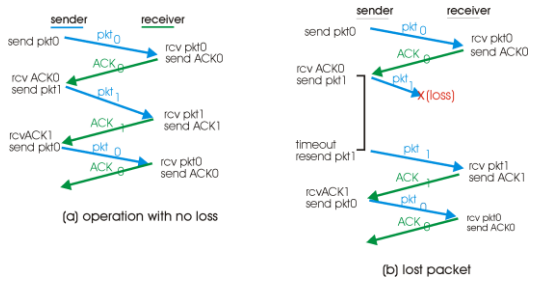 sender receiver
send pkt0
pkt0
rcv pkt0
send ACK0
ACK0
rcv ACK0
send pkt1
pkt1
rcv pkt1
send ACK1
ACK1
rcvACK1
send pkt0
pkt0
rcv pkt0
send ACK0
ACK0
(a) operation with no loss
sender receiver
send pkt0
pkt0
rcv pkt0
send ACK0
ACK0
rcv ACK0
send pkt1
pkt1
X (loss)
timeout
resend pkt1
pkt1
rcv pkt1
send ACK1
ACK1
rcvACK1
send pkt0
pkt0
rcv pkt0
send ACK0
ACK0
(b) lost packet